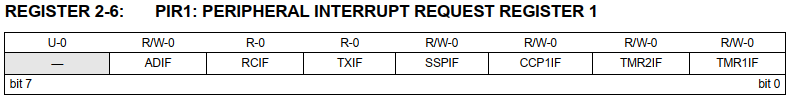 REGISTER 2-6: PIR1: PERIPHERAL INTERRUPT REQUEST REGISTER 1
U-0 R/W-0 R-0 R-0 R/W-0 R/W-0 R/W-0 R/W-0
— ADIF RCIF TXIF SSPIF CCP1IF TMR2IF TMR1IF
bit 7 bit 0